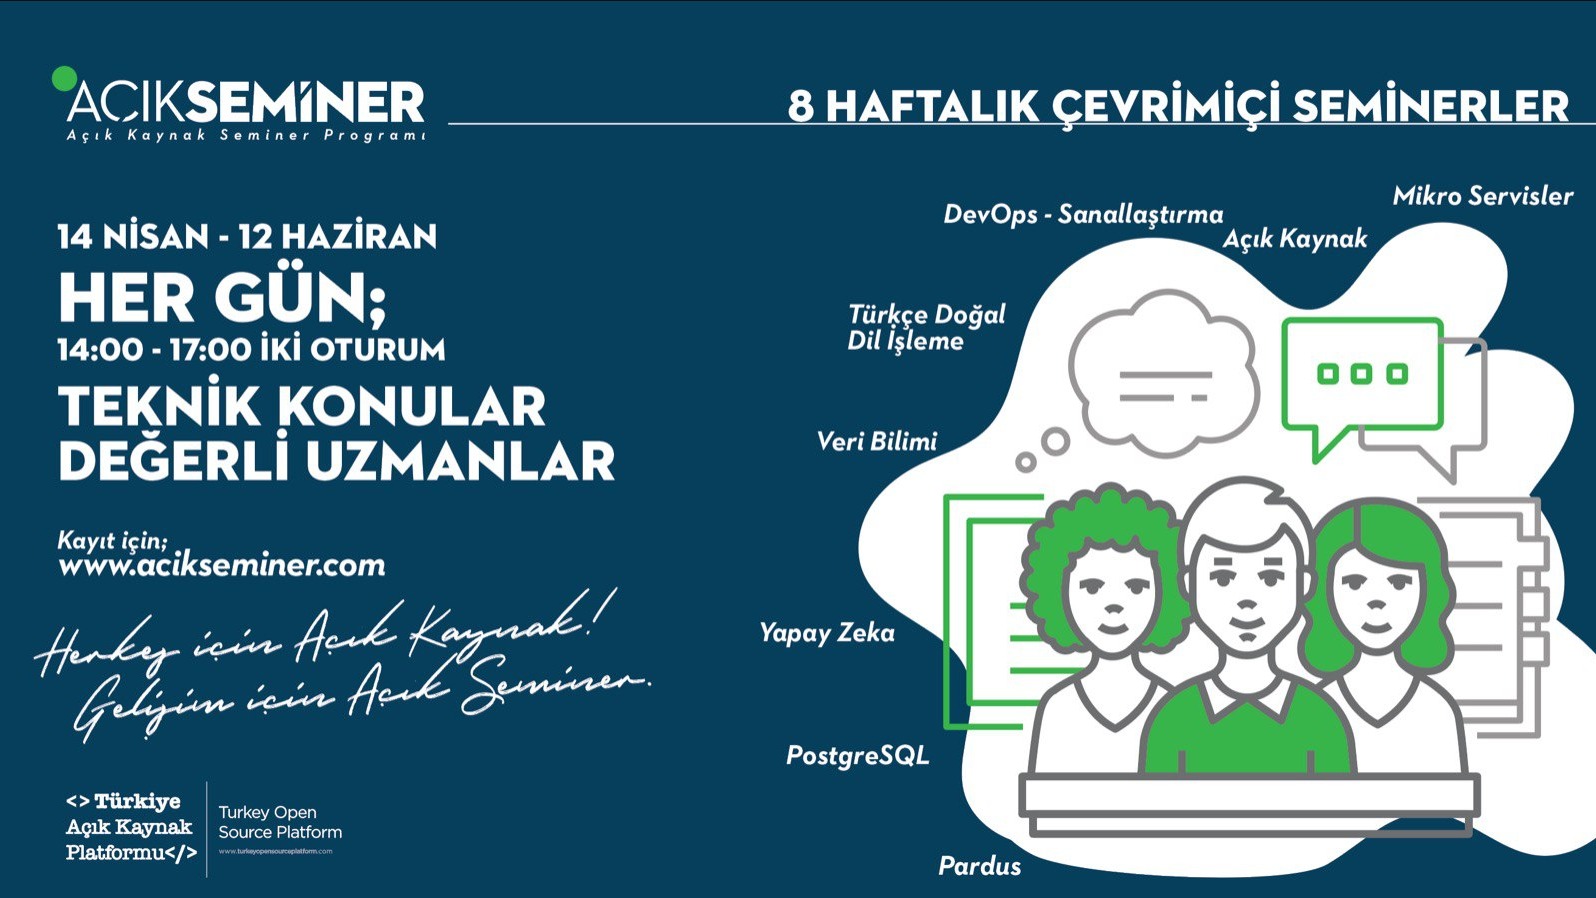 AÇIKSEMİNER
Açık Kaynak Seminer Programı
8 HAFTALIK ÇEVRİMİÇİ SEMİNERLER
14 NİSAN - 12 HAZİRAN
HER GÜN;
14:00 - 17:00 İKİ OTURUM
TEKNİK KONULAR
DEĞERLİ UZMANLAR
Kayıt için;
www.acikseminer.com
Herkes için Açık Kaynak!
Gelişim için Açık Seminer.
<> Türkiye
Açık Kaynak
Platformu</>
Turkey Open
Source Platform
www.turkeyopensourceplatform.com
Mikro Servisler
DevOps - Sanallaştırma
Açık Kaynak
Türkçe Doğal
Dil İşleme
Veri Bilimi
Yapay Zeka
PostgreSQL
Pardus